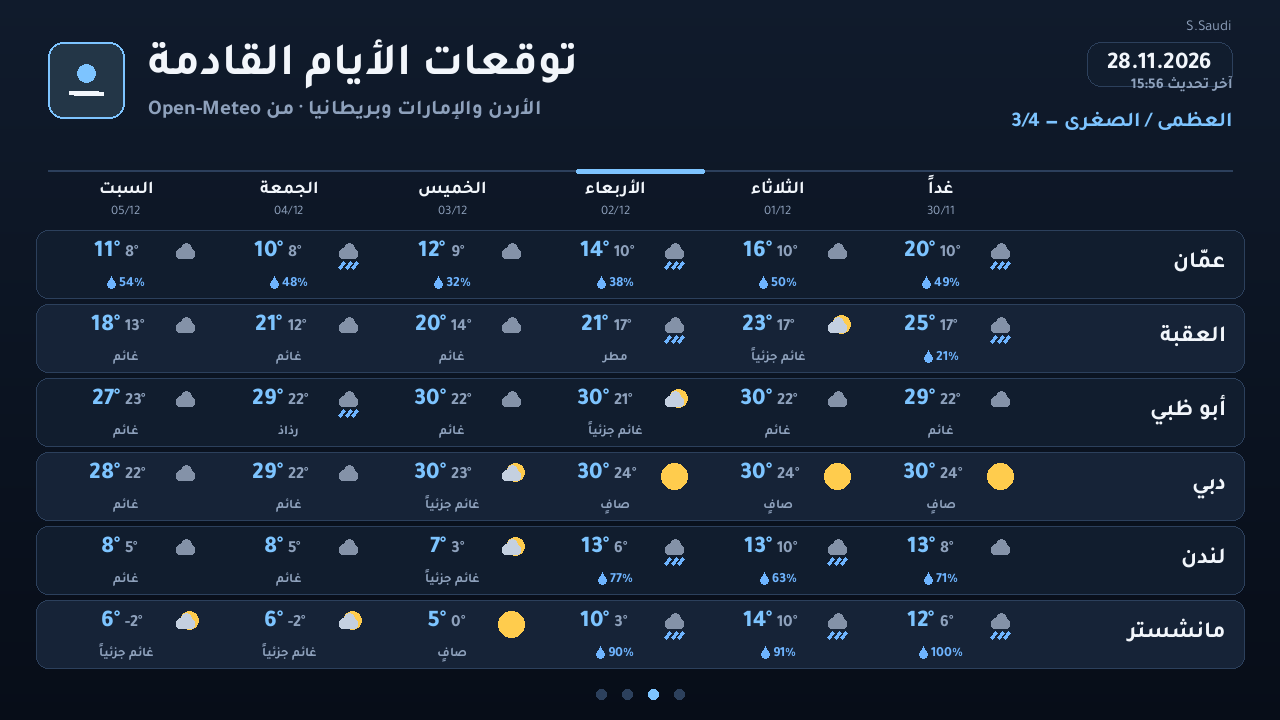 S.Saudi
توقعات الأيام القادمة
28.11.2026
آخر تحديث 15:56
الأردن والإمارات وبريطانيا · من Open-Meteo
العظمى / الصغرى – 3/4
غداً الثلاثاء الأربعاء الخميس الجمعة السبت
30/11 01/12 02/12 03/12 04/12 05/12
عمّان 20° 10° 16° 10° 14° 10° 12° 9° 10° 8° 11° 8°
49% 50% 38% 32% 48% 54%
العقبة 25° 17° 23° 17° 21° 17° 20° 14° 21° 12° 18° 13°
21% غائم جزئياً مطر غائم غائم غائم
أبو ظبي 29° 22° 30° 22° 30° 21° 30° 22° 29° 22° 27° 23°
غائم غائم غائم جزئياً غائم رذاذ غائم
دبي 30° 24° 30° 24° 30° 24° 30° 23° 29° 22° 28° 22°
صافٍ صافٍ صافٍ غائم جزئياً غائم غائم
لندن 13° 8° 13° 10° 13° 6° 7° 3° 8° 5° 8° 5°
71% 63% 77% غائم جزئياً غائم غائم
مانشستر 12° 6° 14° 10° 10° 3° 5° 0° 6° -2° 6° -2°
100% 91% 90% صافٍ غائم جزئياً غائم جزئياً